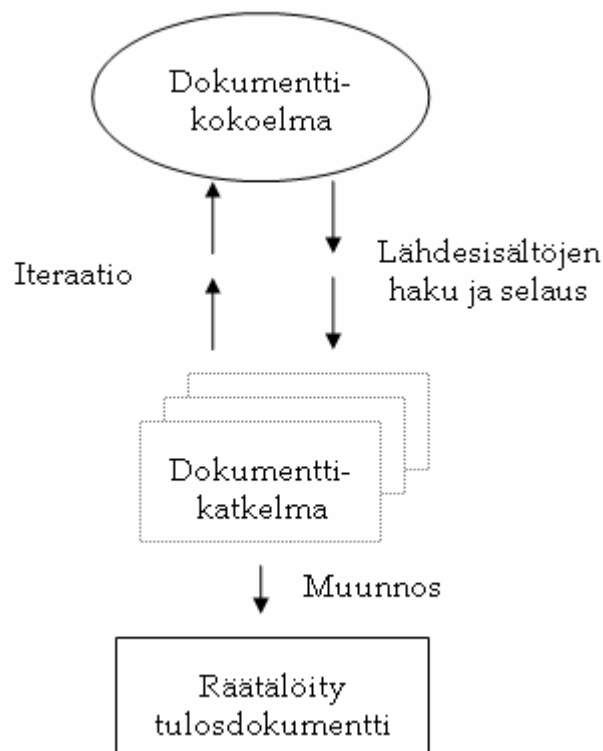 Dokumentti-
kokoelma
Iteraatio
Lähdesisältöjen
haku ja selaus
Dokumentti-
katkelma
Muunnos
Räätälöity
tulosdokumentti